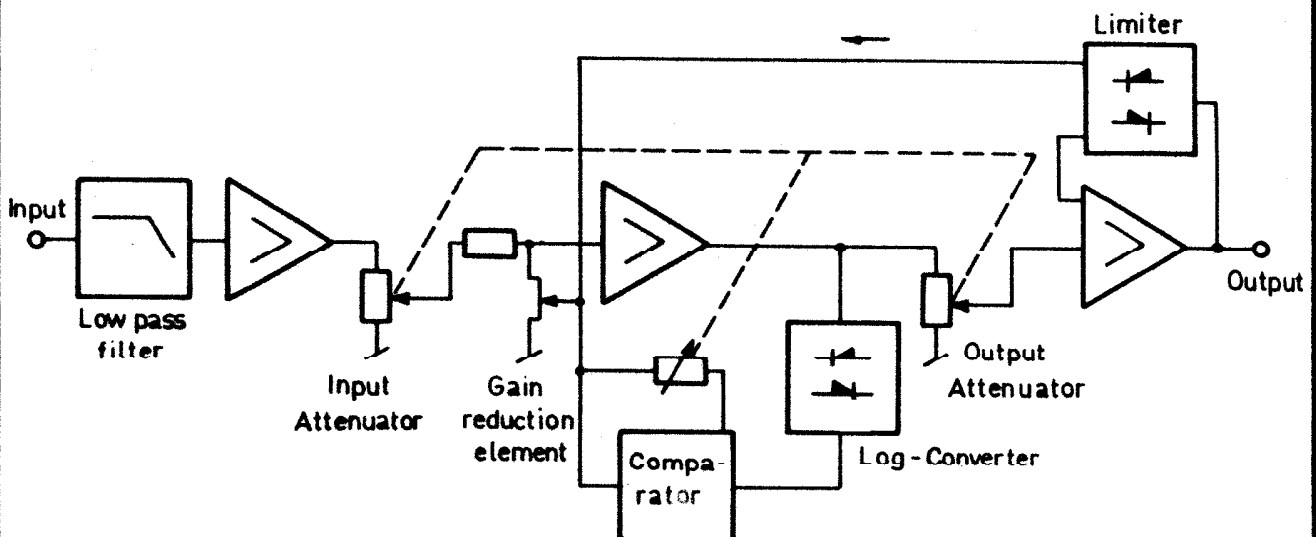 Limiter
Input
Output
Low pass
filter
Input
Attenuator
Gain
reduction
element
Output
Attenuator
Log-Converter
Compa-
rator